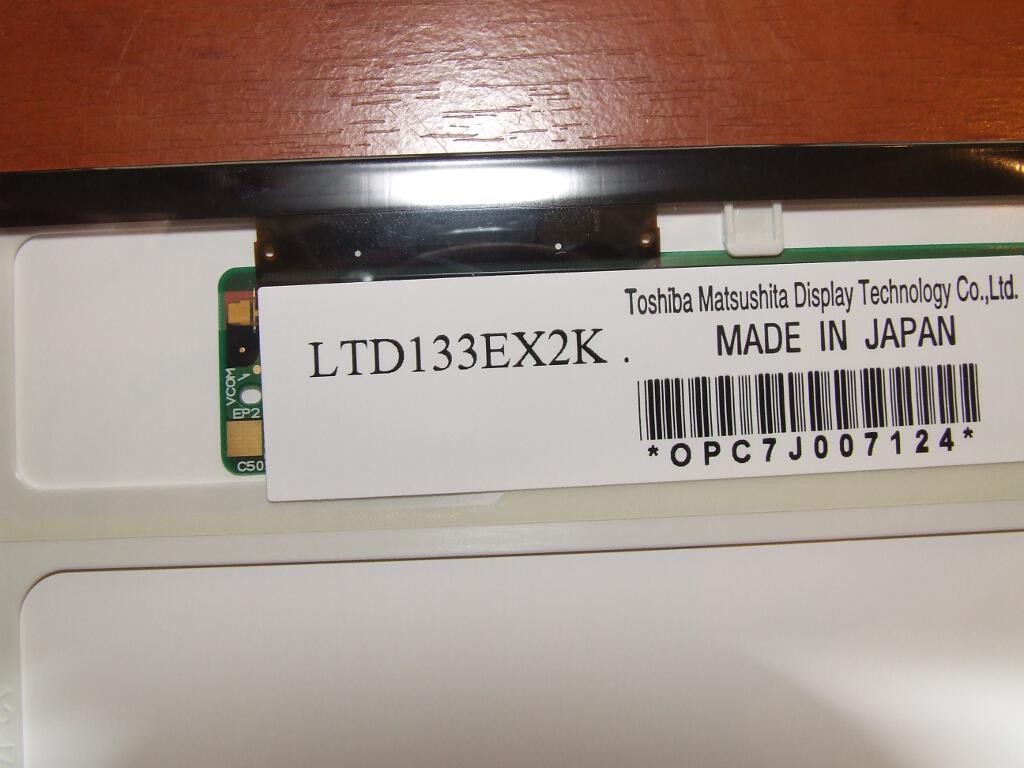 Toshiba Matsushita Display Technology Co.,Ltd.
LTD133EX2K .
MADE IN JAPAN
*OPC7J007124*
VCOM
EP2
C50